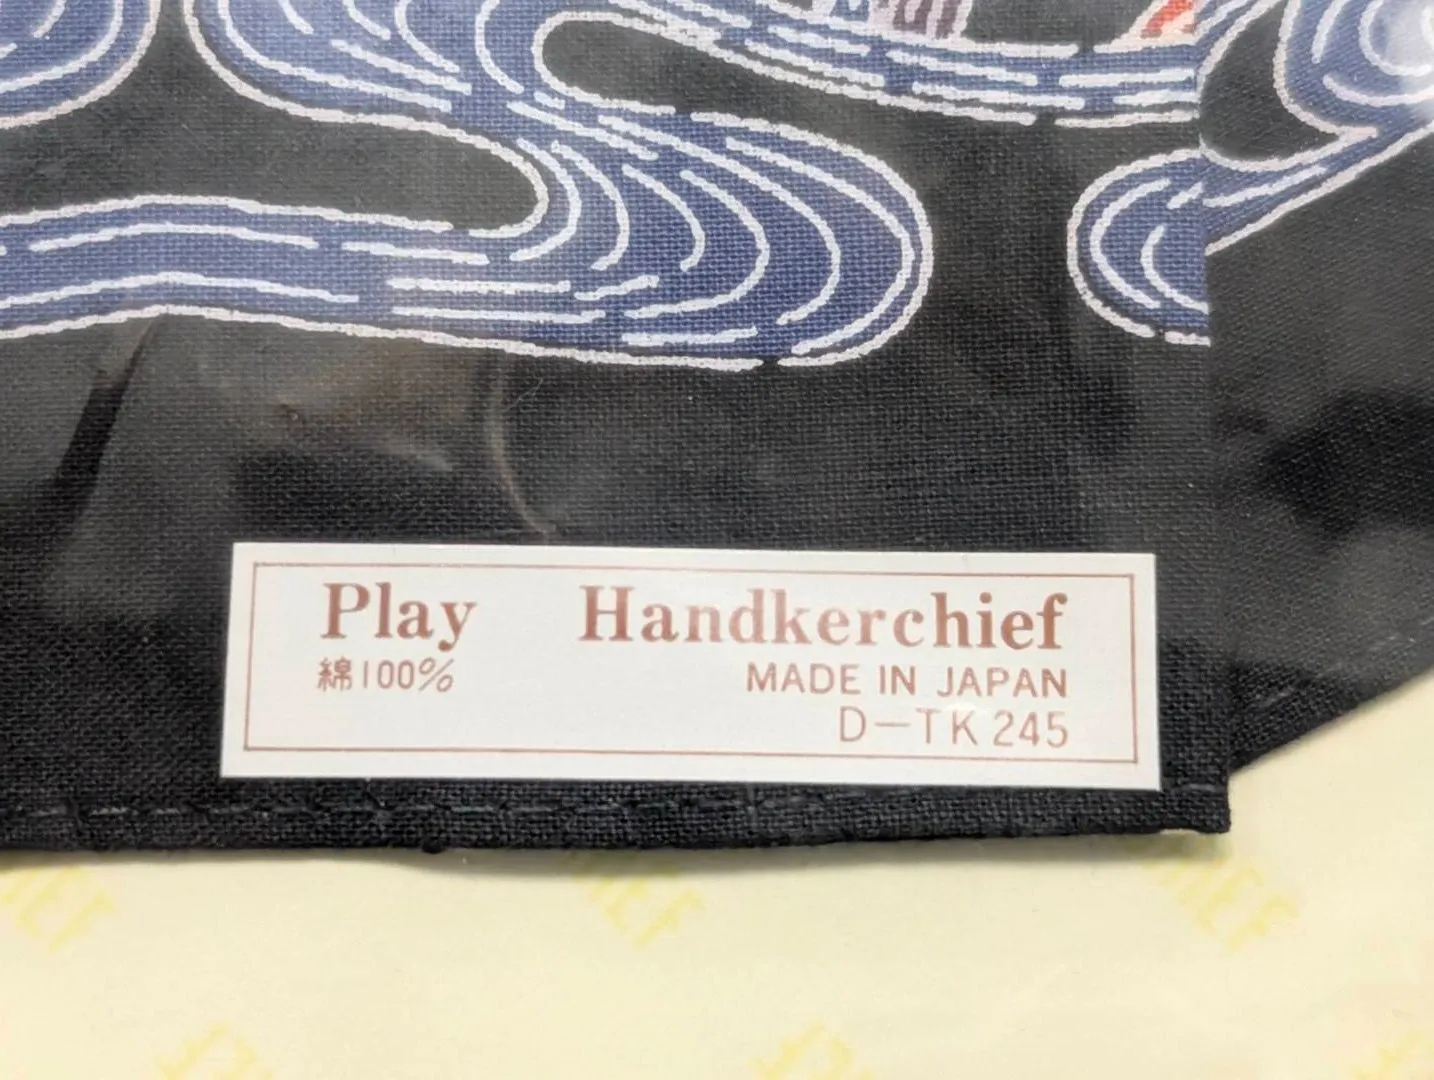 Play Handkerchief
綿100% MADE IN JAPAN
D-TK 245